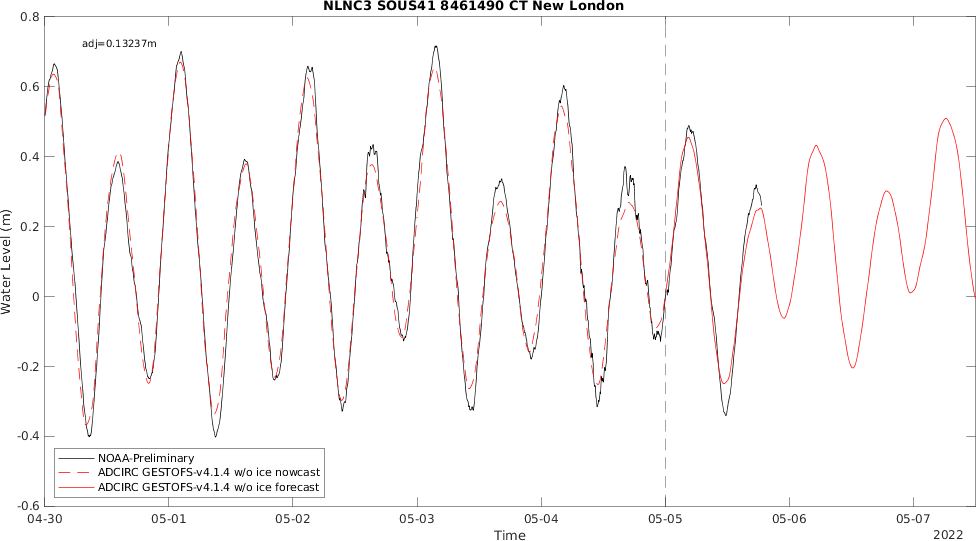 NLNC3 SOUS41 8461490 CT New London
adj=0.13237m
0.8
0.6
0.4
0.2
0
-0.2
-0.4
-0.6
Water Level (m)
NOAA-Preliminary
ADCIRC GESTOFS-v4.1.4 w/o ice nowcast
ADCIRC GESTOFS-v4.1.4 w/o ice forecast
04-30 05-01 05-02 05-03 05-04 05-05 05-06 05-07
Time
2022